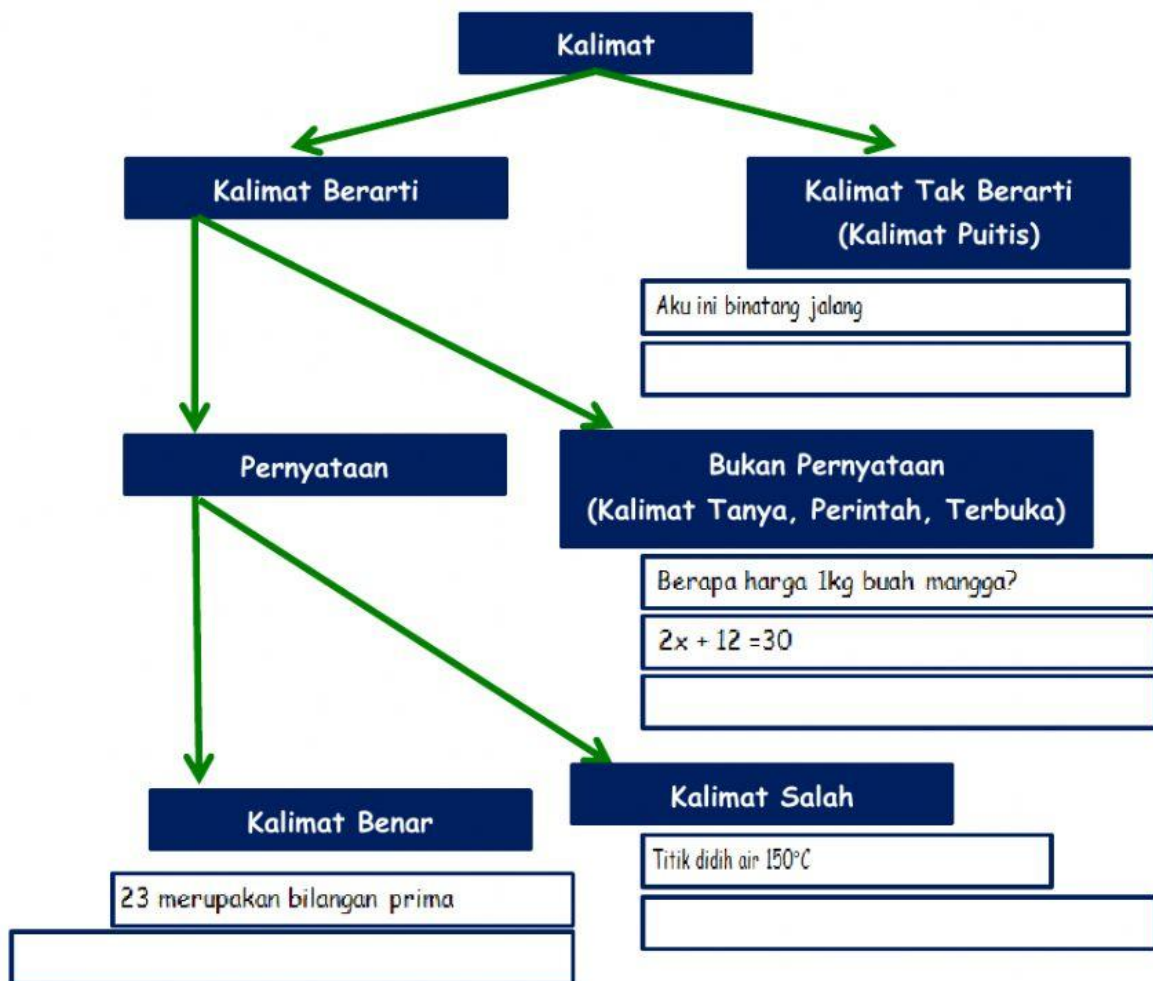 Kalimat
Kalimat Berarti
Kalimat Tak Berarti
(Kalimat Puitis)
Aku ini binatang jalang
Pernyataan
Bukan Pernyataan
(Kalimat Tanya, Perintah, Terbuka)
Berapa harga 1kg buah mangga?
2x + 12 =30
Kalimat Benar
23 merupakan bilangan prima
Kalimat Salah
Titik didih air 150°C